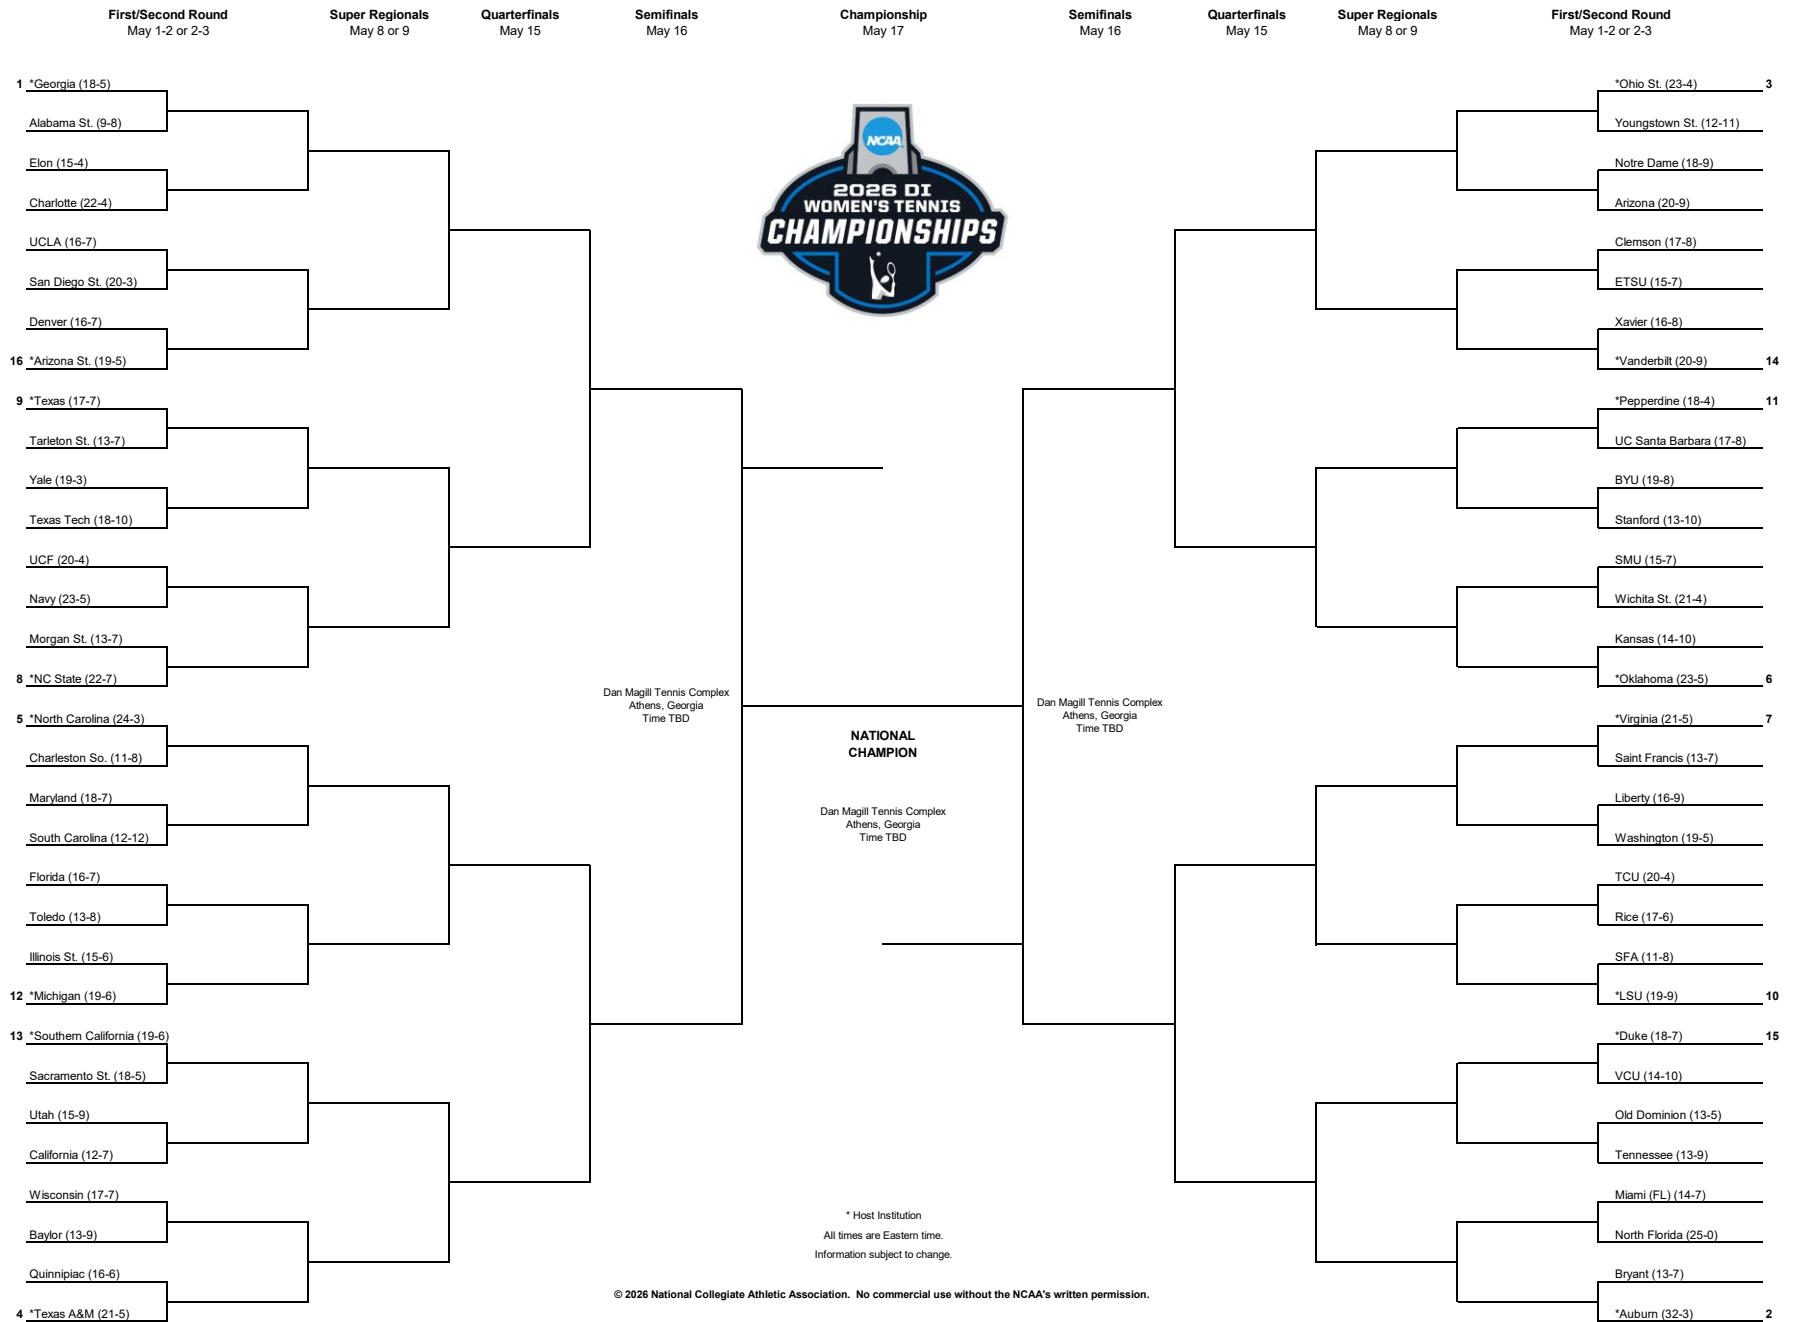 First/Second Round
May 1-2 or 2-3
Super Regionals
May 8 or 9
Quarterfinals
May 15
Semifinals
May 16
Championship
May 17
Semifinals
May 16
Quarterfinals
May 15
Super Regionals
May 8 or 9
First/Second Round
May 1-2 or 2-3
1 *Georgia (18-5)
Alabama St. (9-8)
Elon (15-4)
Charlotte (22-4)
UCLA (16-7)
San Diego St. (20-3)
Denver (16-7)
16 *Arizona St. (19-5)
9 *Texas (17-7)
Tarleton St. (13-7)
Yale (19-3)
Texas Tech (18-10)
UCF (20-4)
Navy (23-5)
Morgan St. (13-7)
8 *NC State (22-7)
5 *North Carolina (24-3)
Charleston So. (11-8)
Maryland (18-7)
South Carolina (12-12)
Florida (16-7)
Toledo (13-8)
Illinois St. (15-6)
12 *Michigan (19-6)
13 *Southern California (19-6)
Sacramento St. (18-5)
Utah (15-9)
California (12-7)
Wisconsin (17-7)
Baylor (13-9)
Quinnipiac (16-6)
4 *Texas A&M (21-5)
NCAA
2026 DI
WOMEN'S TENNIS
CHAMPIONSHIPS
Dan Magill Tennis Complex
Athens, Georgia
Time TBD
NATIONAL
CHAMPION
Dan Magill Tennis Complex
Athens, Georgia
Time TBD
Dan Magill Tennis Complex
Athens, Georgia
Time TBD
* Host Institution
All times are Eastern time.
Information subject to change.
© 2026 National Collegiate Athletic Association. No commercial use without the NCAA's written permission.
*Ohio St. (23-4) 3
Youngstown St. (12-11)
Notre Dame (18-9)
Arizona (20-9)
Clemson (17-8)
ETSU (15-7)
Xavier (16-8)
*Vanderbilt (20-9) 14
*Pepperdine (18-4) 11
UC Santa Barbara (17-8)
BYU (19-8)
Stanford (13-10)
SMU (15-7)
Wichita St. (21-4)
Kansas (14-10)
*Oklahoma (23-5) 6
*Virginia (21-5) 7
Saint Francis (13-7)
Liberty (16-9)
Washington (19-5)
TCU (20-4)
Rice (17-6)
SFA (11-8)
*LSU (19-9) 10
*Duke (18-7) 15
VCU (14-10)
Old Dominion (13-5)
Tennessee (13-9)
Miami (FL) (14-7)
North Florida (25-0)
Bryant (13-7)
*Auburn (32-3) 2